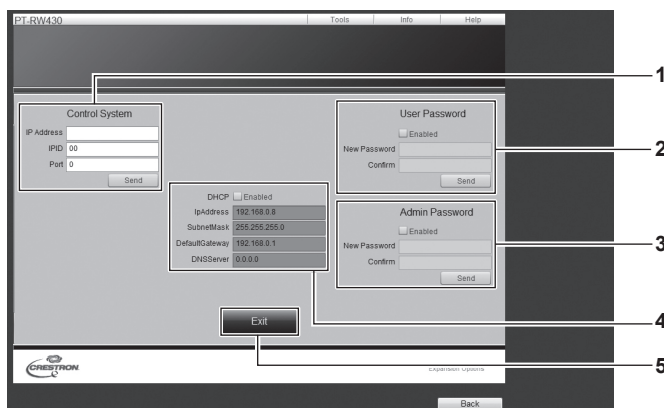 PT-RW430
Tools Info Help
1
Control System
IP Address
IPID 00
Port 0
Send
User Password
Enabled
New Password
Confirm
Send
2
DHCP Enabled
IpAddress 192.168.0.8
SubnetMask 255.255.255.0
DefaultGateway 192.168.0.1
DNSServer 0.0.0.0
Admin Password
Enabled
New Password
Confirm
Send
3
4
Exit
CRESTRON
Expansion Options
5
Back